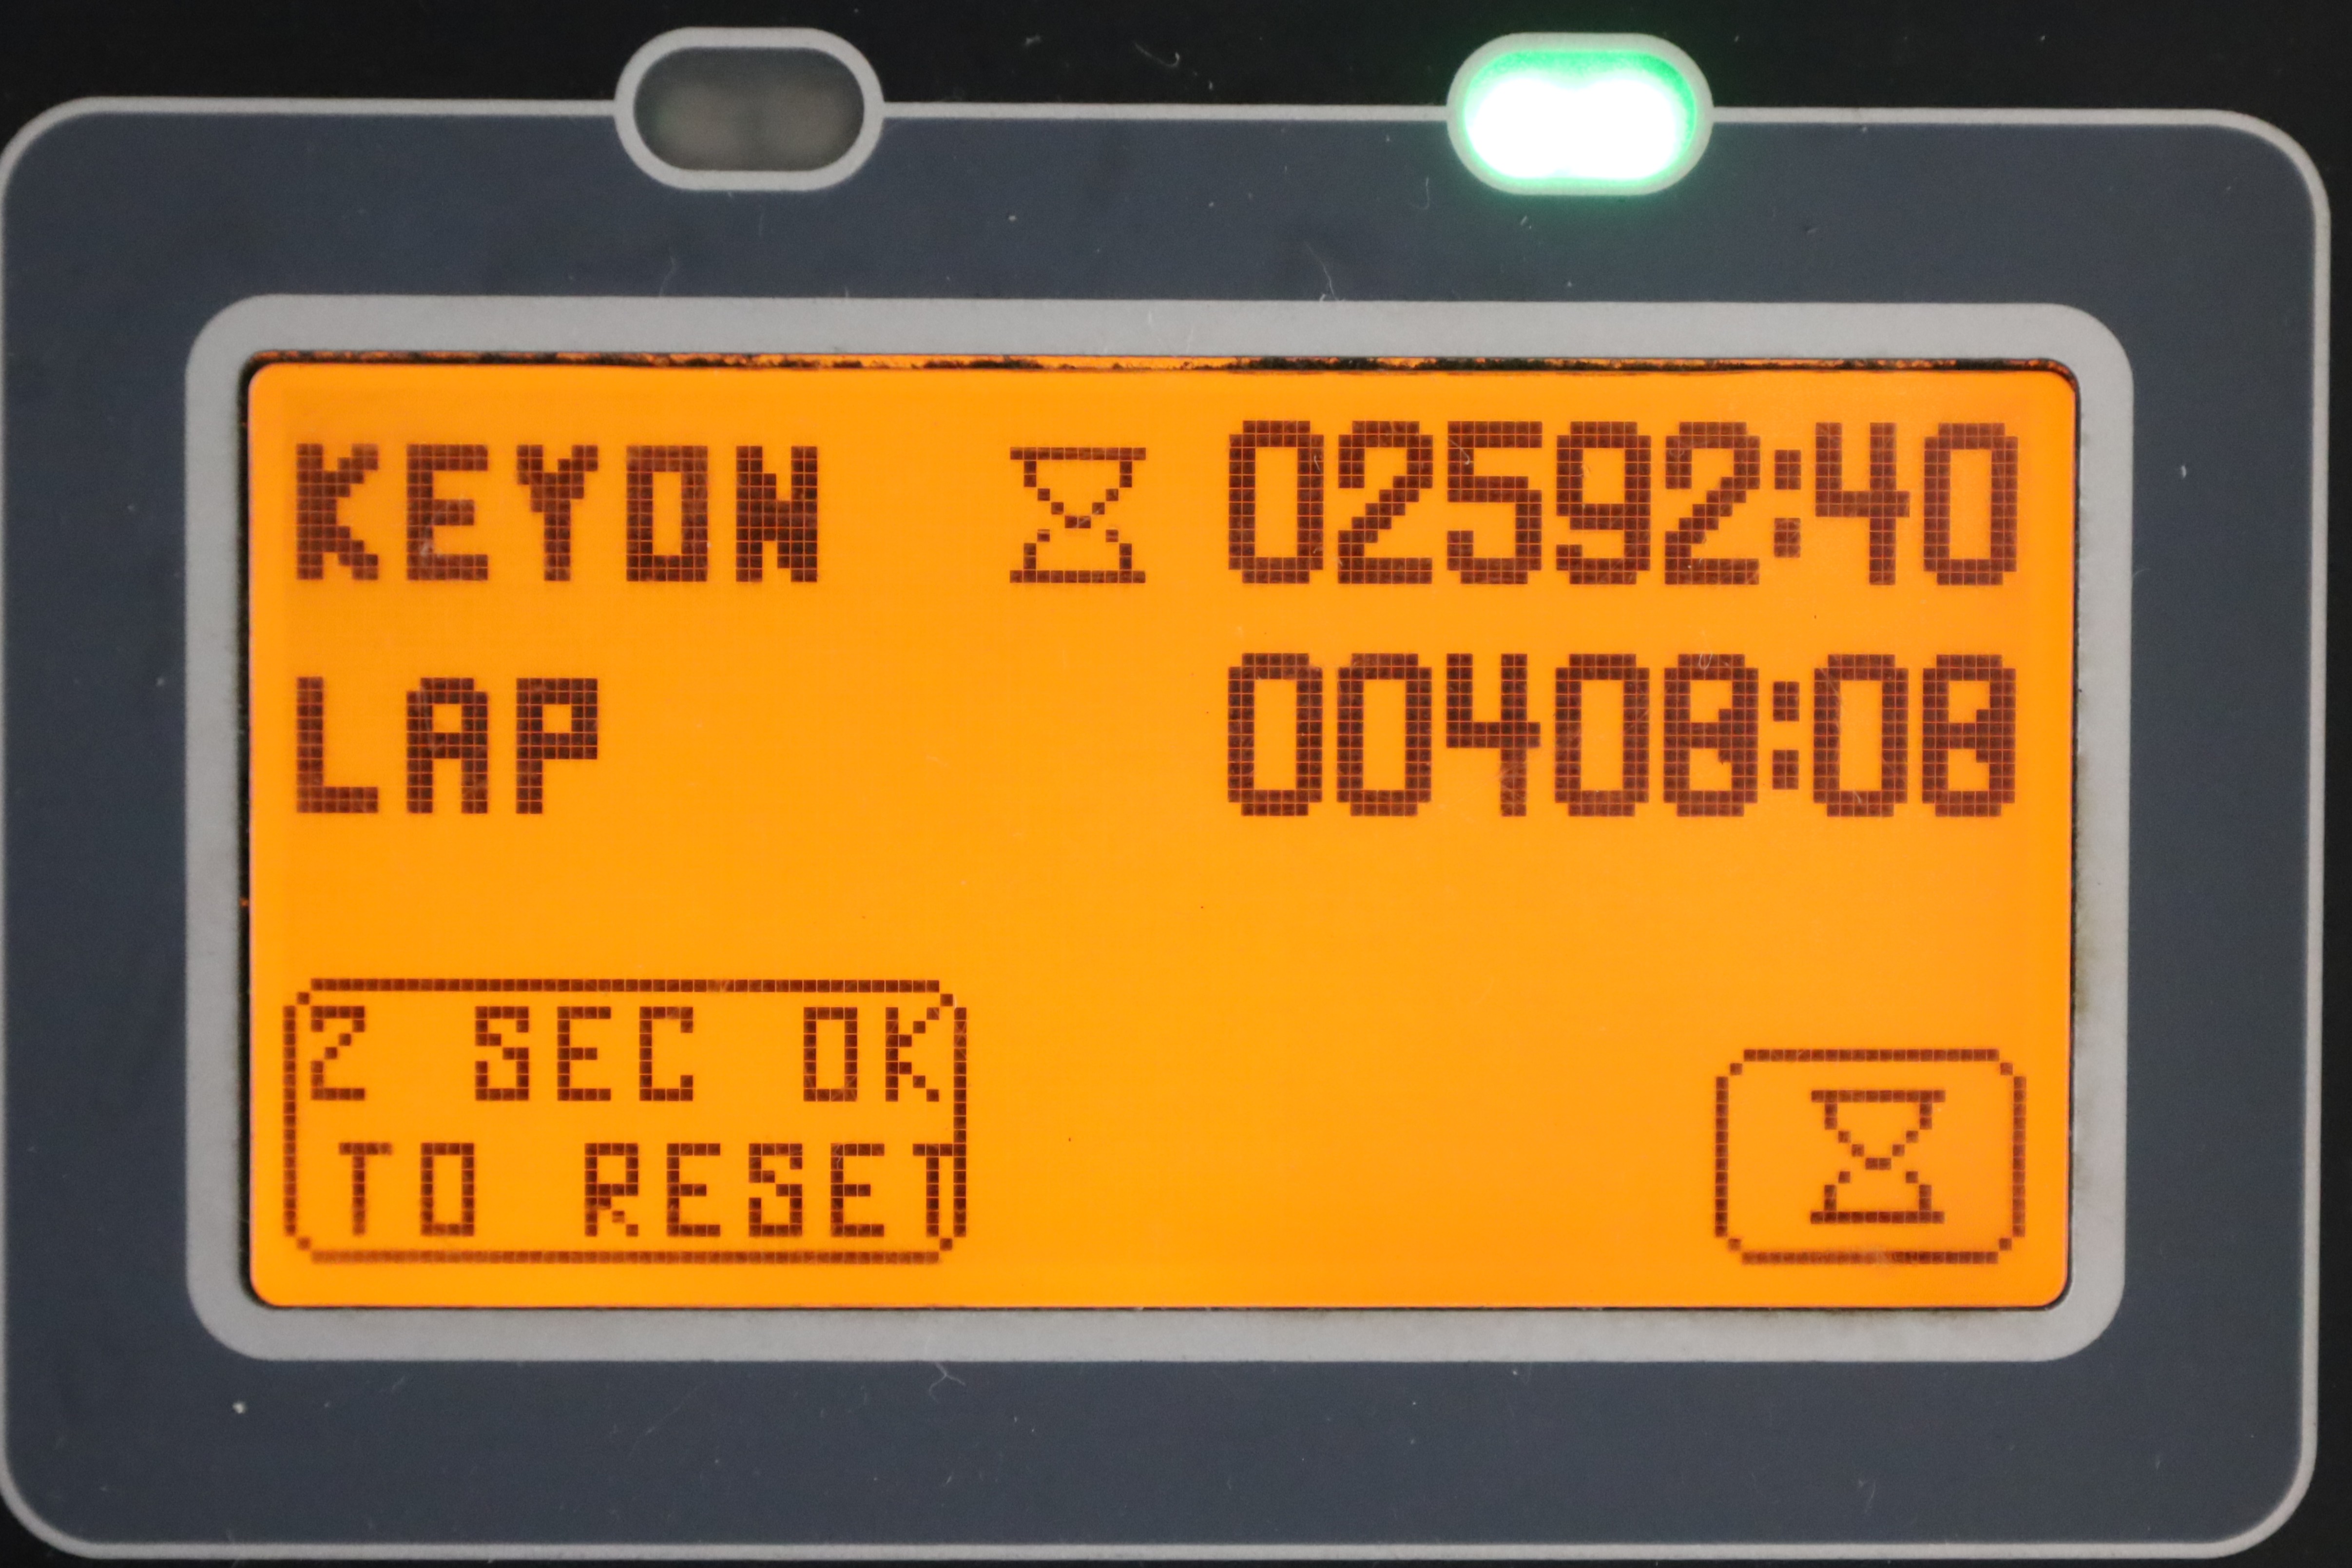 KEYON 02592:40
LAP 00408:08
2 SEC OK
TO RESET